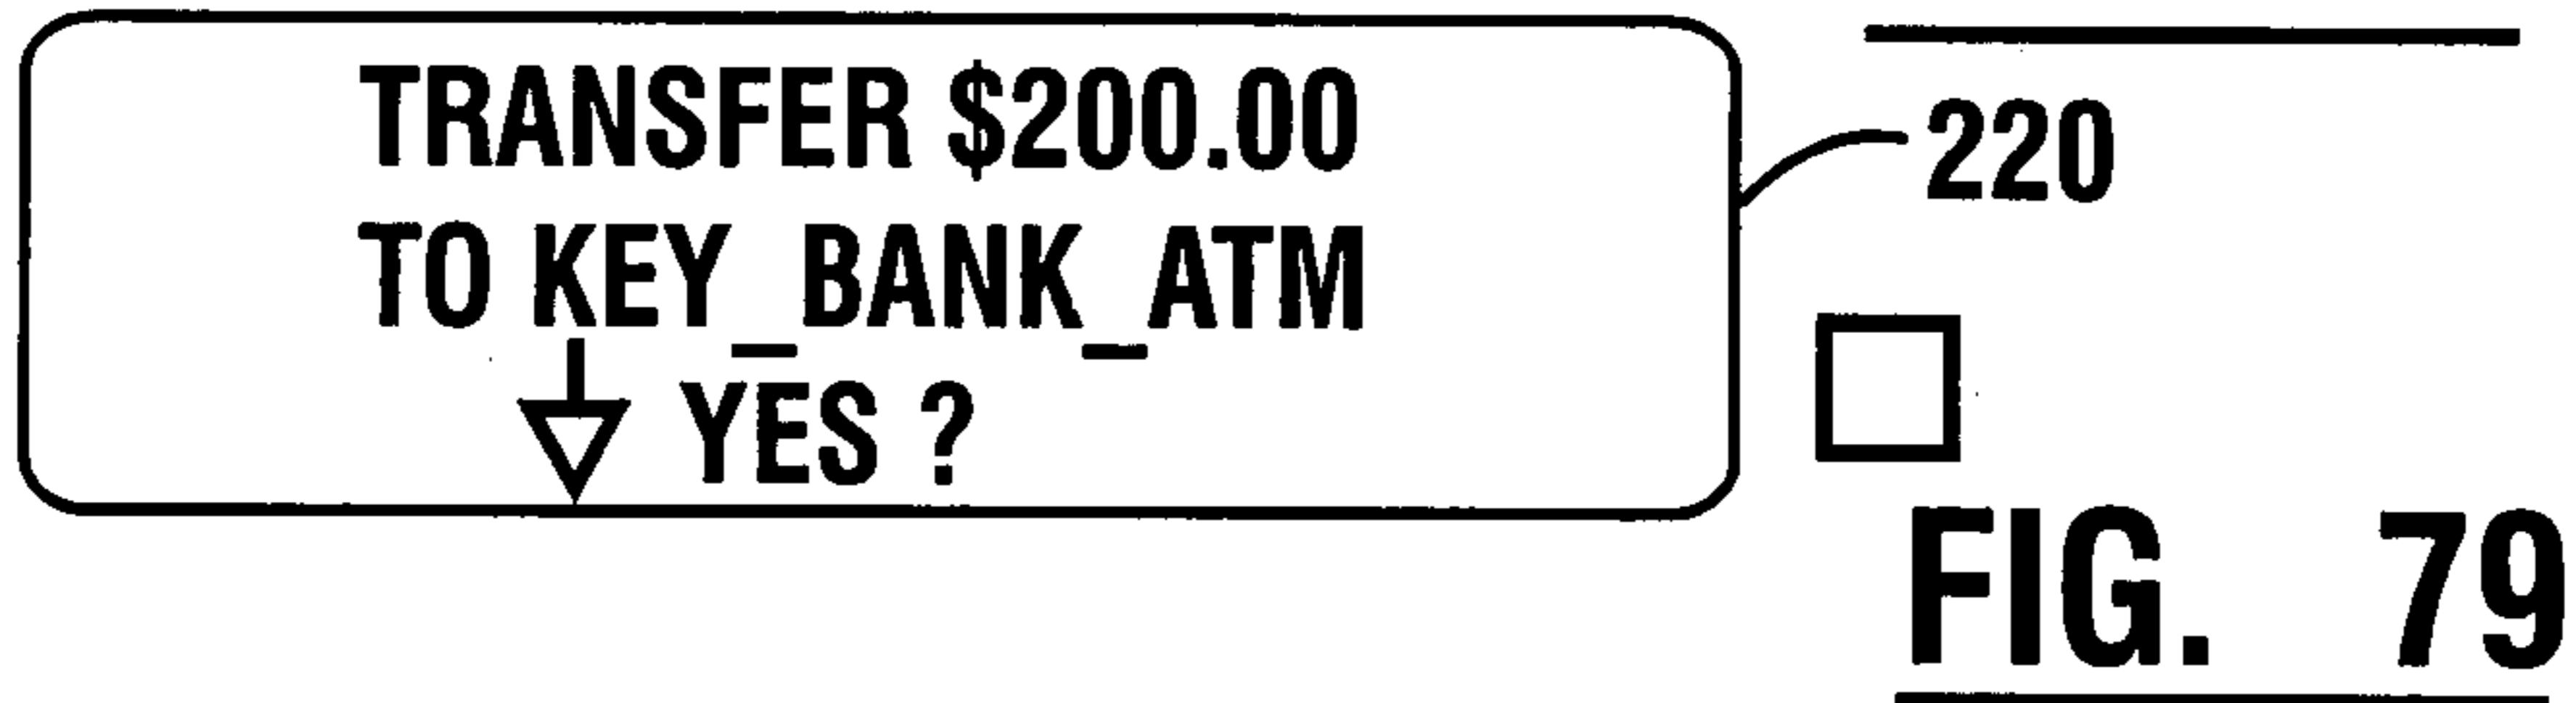 TRANSFER $200.00
TO KEY_BANK_ATM
YES ?
220
FIG. 79